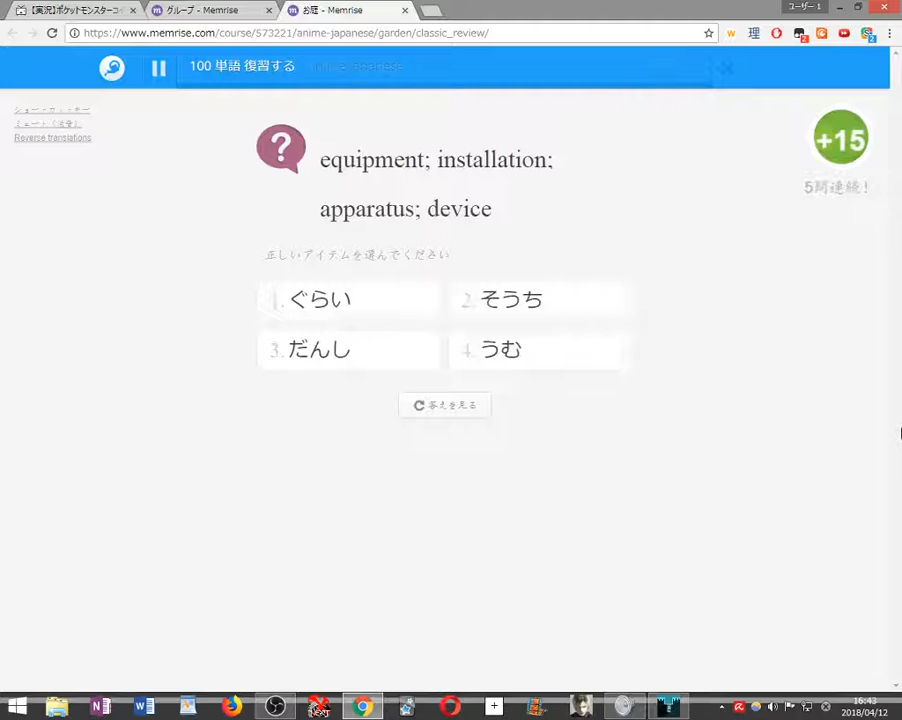 【実況】ポケットモンスターコ
グループ - Memrise
お庭 - Memrise
ユーザー 1
https://www.memrise.com/course/573221/anime-japanese/garden/classic_review/
100 単語 復習する
Reverse translations
equipment; installation;
apparatus; device
+15
5問連続!
正しいアイテムを選んでください
1. ぐらい
2. そうち
3. だんし
4. うむ
答えを見る
16:43
2018/04/12